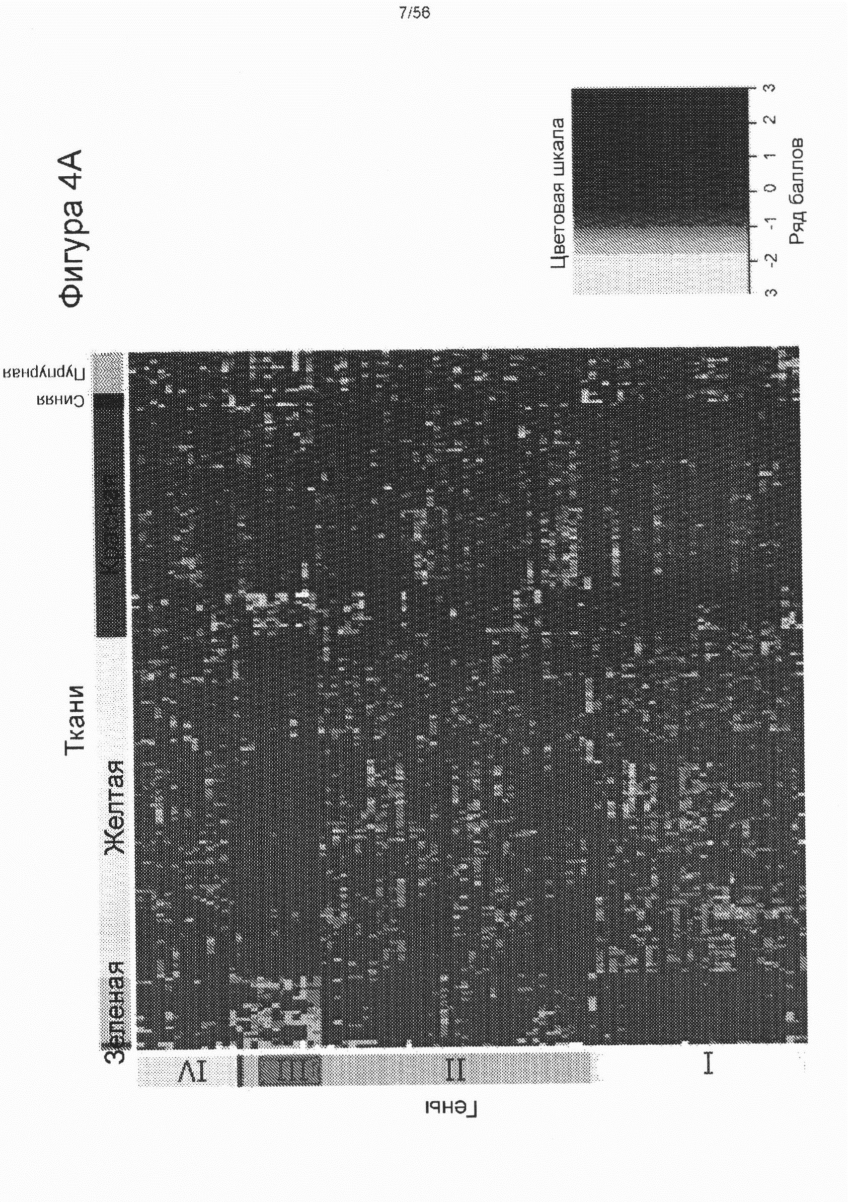 7/56
Фигура 4А
Цветовая шкала
3 -2 -1 0 1 2 3
Ряд баллов
Ткани
Зеленая Желтая Красная Синяя Пурпурная
Гены
I II III IV